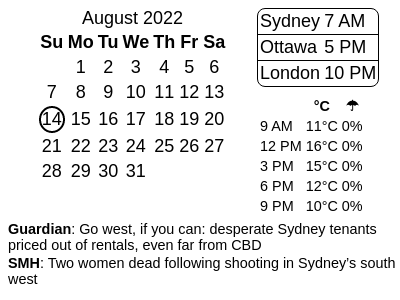 August 2022
Su Mo Tu We Th Fr Sa
1 2 3 4 5 6
7 8 9 10 11 12 13
14 15 16 17 18 19 20
21 22 23 24 25 26 27
28 29 30 31
Sydney 7 AM
Ottawa 5 PM
London 10 PM
°C ☂
9 AM 11°C 0%
12 PM 16°C 0%
3 PM 15°C 0%
6 PM 12°C 0%
9 PM 10°C 0%
Guardian: Go west, if you can: desperate Sydney tenants
priced out of rentals, even far from CBD
SMH: Two women dead following shooting in Sydney’s south
west